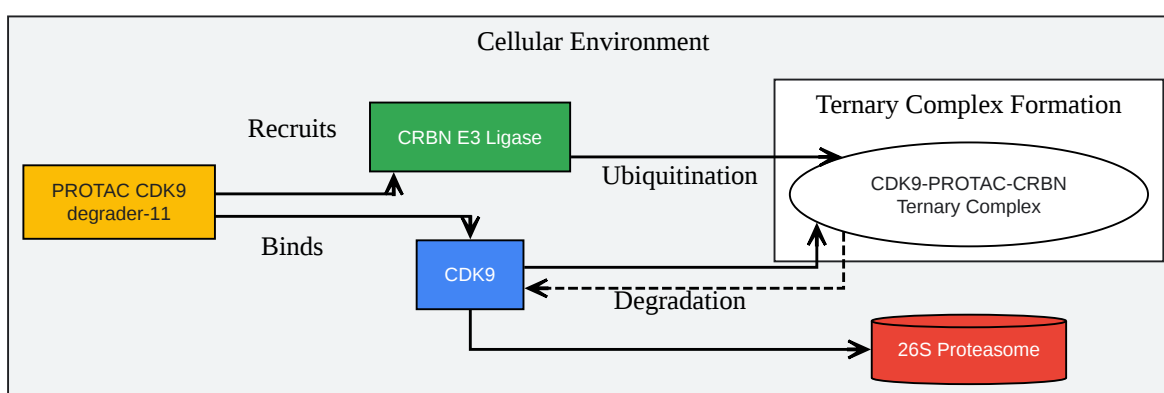 Cellular Environment
Ternary Complex Formation
Recruits
CRBN E3 Ligase
Ubiquitination
PROTAC CDK9
degrader-11
CDK9-PROTAC-CRBN
Ternary Complex
Binds
CDK9
Degradation
26S Proteasome